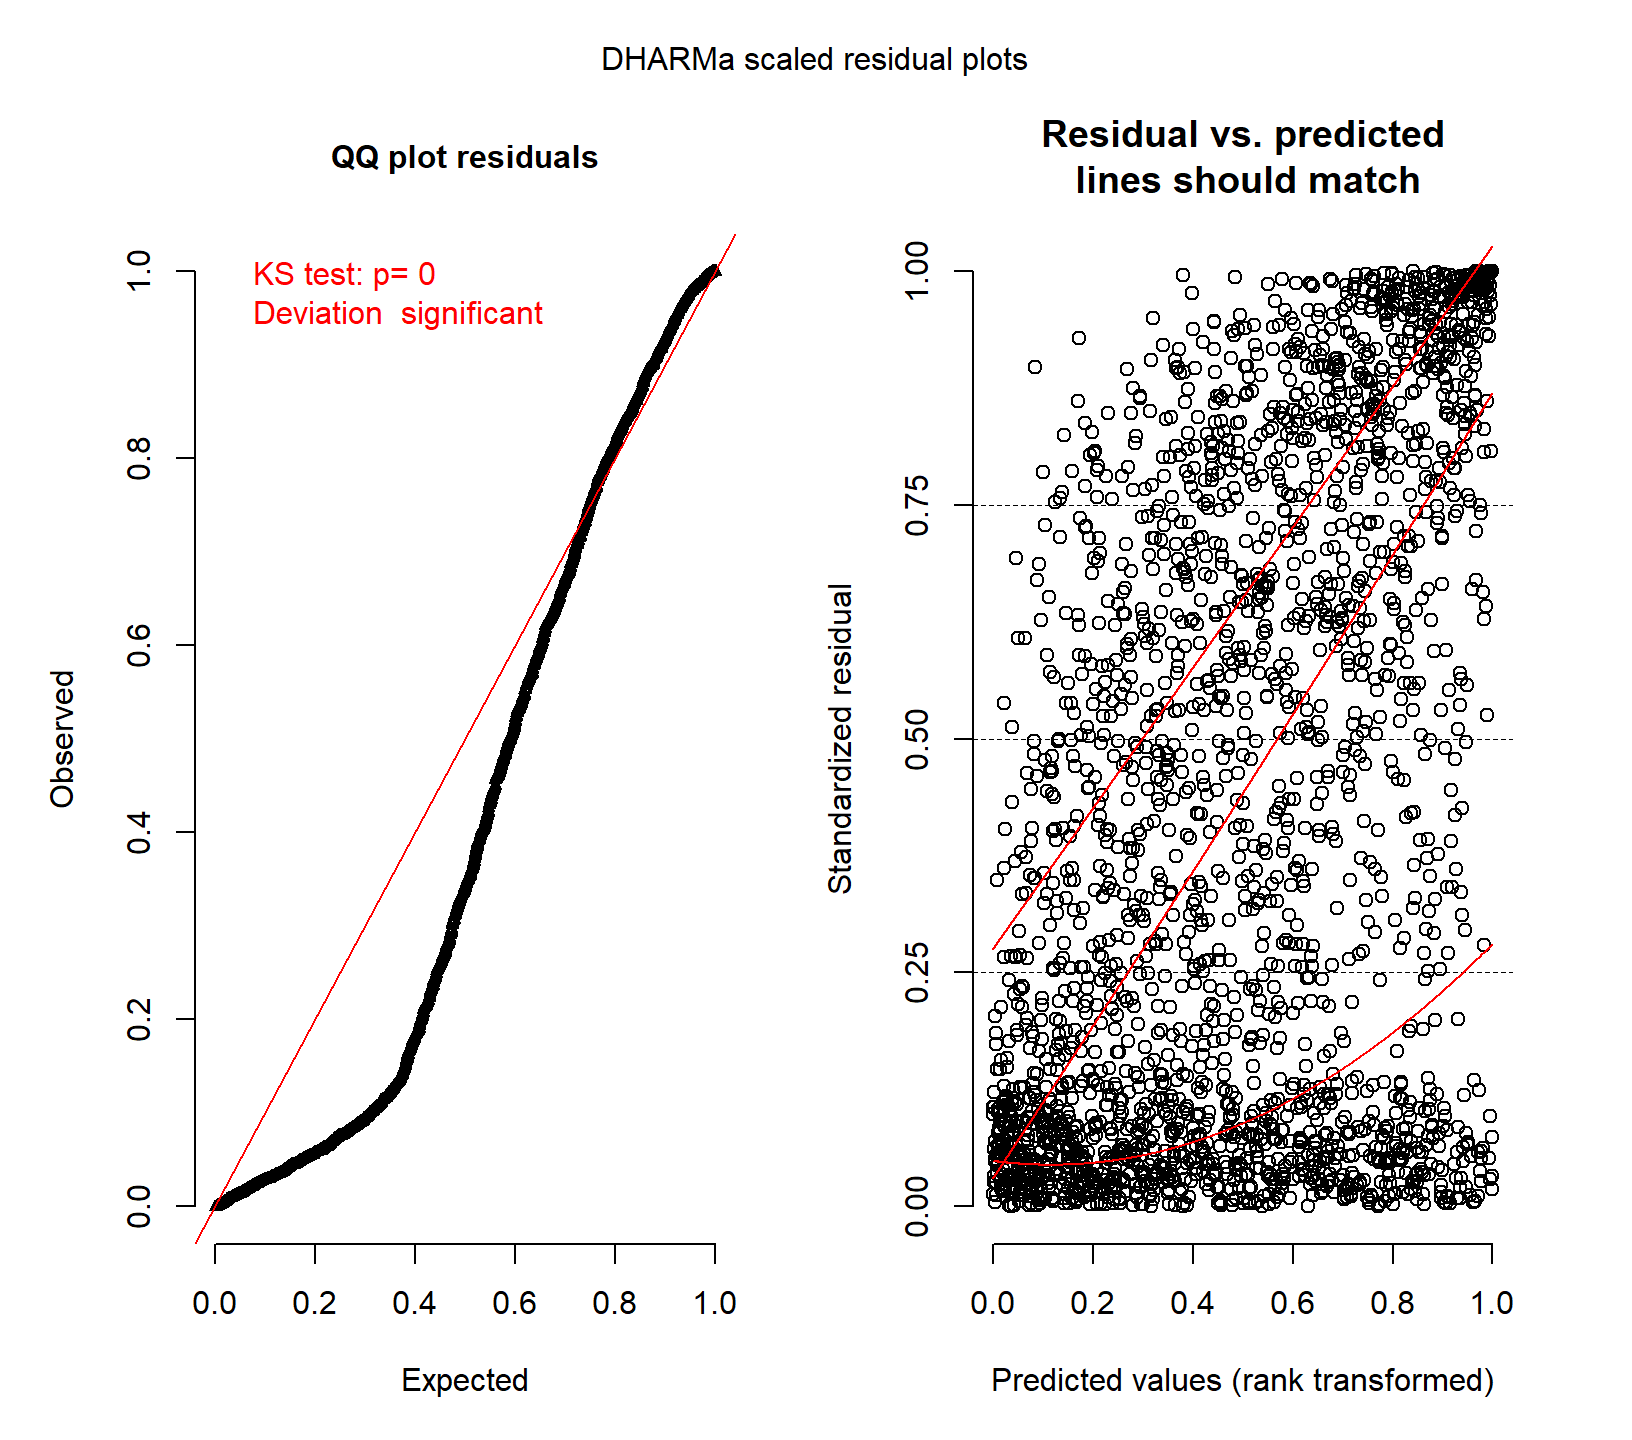 DHARMa scaled residual plots
QQ plot residuals
KS test: p= 0
Deviation  significant
1.0
0.8
0.6
0.4
0.2
0.0
Observed
0.0 0.2 0.4 0.6 0.8 1.0
Expected
Residual vs. predicted
lines should match
1.00
0.75
0.50
0.25
0.00
Standardized residual
0.0 0.2 0.4 0.6 0.8 1.0
Predicted values (rank transformed)